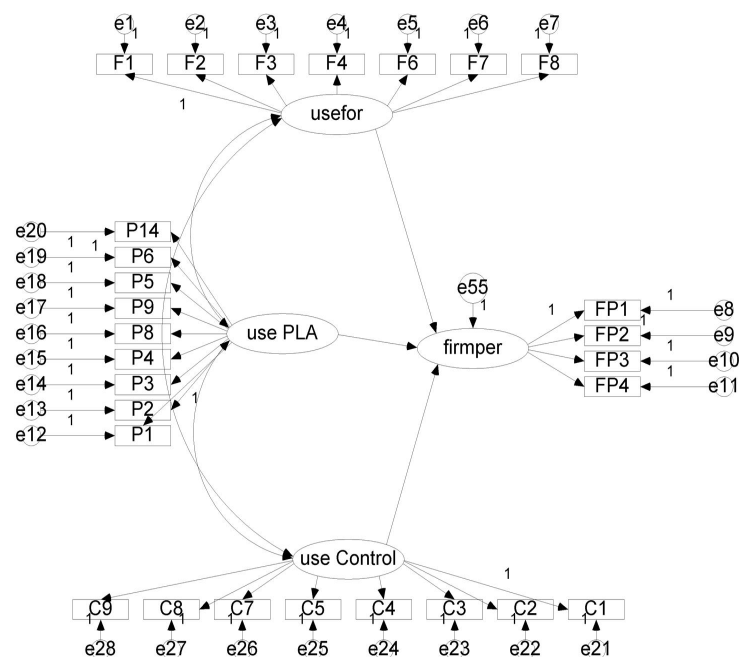 e1 e2 e3 e4 e5 e6 e7
1 1 1 1 1 1 1
F1 F2 F3 F4 F6 F7 F8
1
usefor
e20 P14
1 1
e19 P6
1
e18 P5
1
e17 P9
1
e16 P8
1
e15 P4
1
e14 P3
1 1
e13 P2
1
e12 P1
use PLA
e55
1
firmper
1 1
FP1 e8
1
FP2 e9
1
FP3 e10
1
FP4 e11
use Control
1
C9 C8 C7 C5 C4 C3 C2 C1
1 1 1 1 1 1 1 1
e28 e27 e26 e25 e24 e23 e22 e21